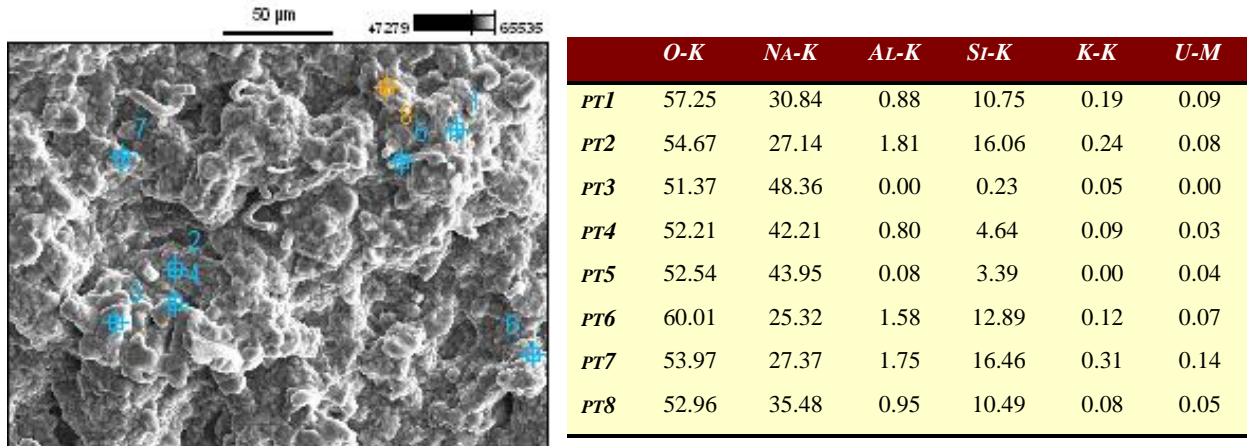 50 µm
47279 65535
7
8
6
1
2
4
3
5
O-K NA-K AL-K SI-K K-K U-M
PT1 57.25 30.84 0.88 10.75 0.19 0.09
PT2 54.67 27.14 1.81 16.06 0.24 0.08
PT3 51.37 48.36 0.00 0.23 0.05 0.00
PT4 52.21 42.21 0.80 4.64 0.09 0.03
PT5 52.54 43.95 0.08 3.39 0.00 0.04
PT6 60.01 25.32 1.58 12.89 0.12 0.07
PT7 53.97 27.37 1.75 16.46 0.31 0.14
PT8 52.96 35.48 0.95 10.49 0.08 0.05